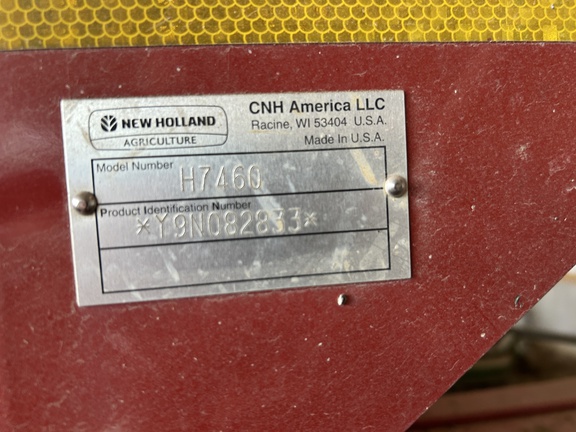 NEW HOLLAND
AGRICULTURE
CNH America LLC
Racine, WI 53404 U.S.A.
Made In U.S.A.
Model Number
H7460
Product Identification Number
*Y9N082833*